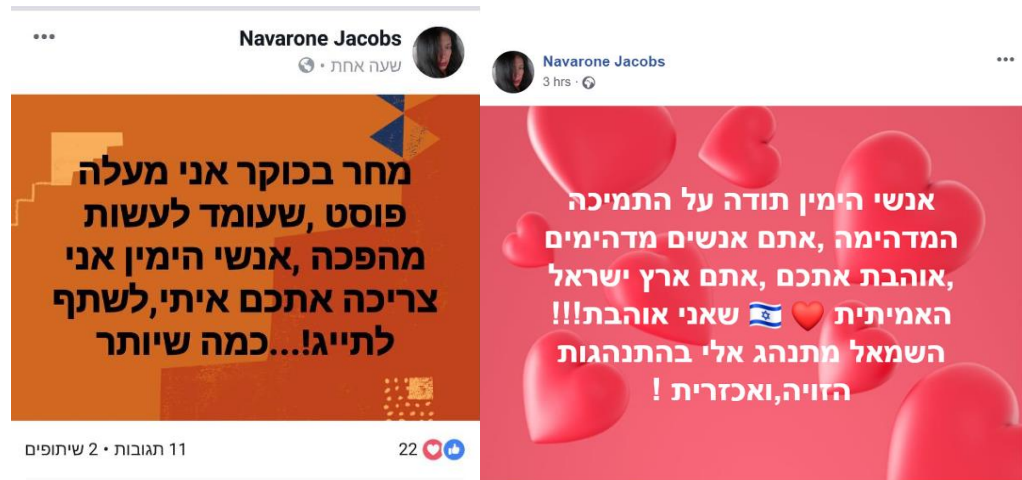 Navarone Jacobs
שעה אחת
מחר בבוקר אני מעלה
פוסט ,שעומד לעשות
מהפכה ,אנשי הימין אני
צריכה אתכם איתי,לשתף
לתייג!...כמה שיותר
22
11 תגובות • 2 שיתופים
Navarone Jacobs
3 hrs
אנשי הימין תודה על התמיכה
המדהימה ,אתם אנשים מדהימים
,אוהבת אתכם ,אתם ארץ ישראל
האמיתית ❤️ 🇮🇱 שאני אוהבת!!!
השמאל מתנהג אלי בהתנהגות
הזויה,ואכזרית !